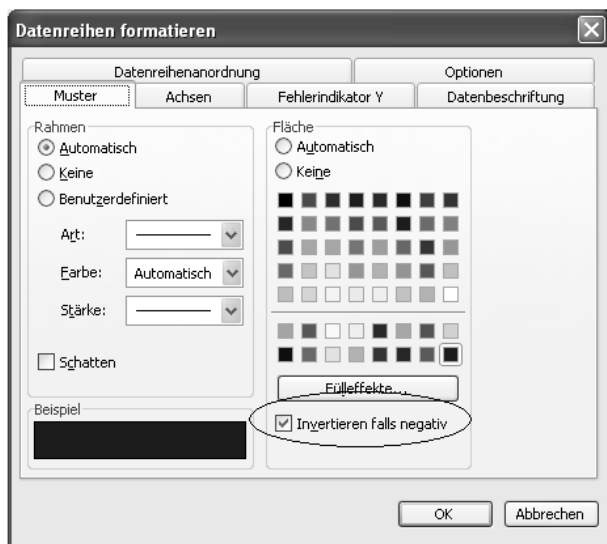 Datenreihen formatieren
Datenreihenanordnung
Optionen
Muster
Achsen
Fehlerindikator Y
Datenbeschriftung
Rahmen
Automatisch
Keine
Benutzerdefiniert
Art:
Farbe:
Automatisch
Stärke:
Schatten
Beispiel
Fläche
Automatisch
Keine
Fülleffekte...
Invertieren falls negativ
OK
Abbrechen